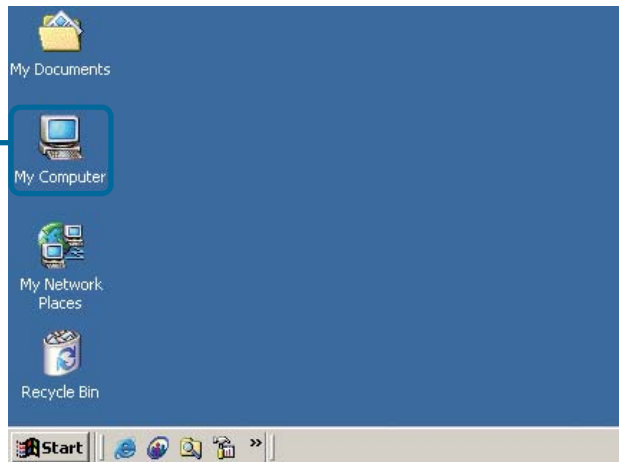 My Documents
My Computer
My Network
Places
Recycle Bin
Start
»